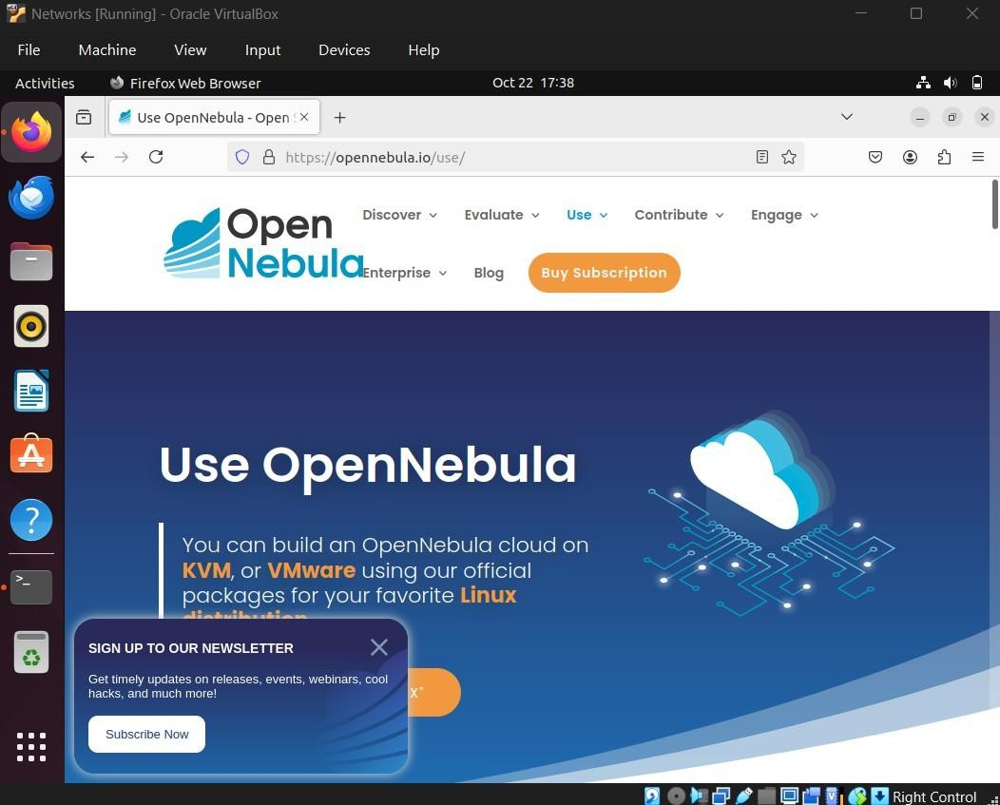 Networks [Running] - Oracle VirtualBox
File Machine View Input Devices Help
Activities Firefox Web Browser Oct 22 17:38
Use OpenNebula - Open
https://opennebula.io/use/
Open
Nebula
Discover Evaluate Use Contribute Engage
Enterprise Blog Buy Subscription
Use OpenNebula
You can build an OpenNebula cloud on
KVM, or VMware using our official
packages for your favorite Linux
distribution
SIGN UP TO OUR NEWSLETTER
Get timely updates on releases, events, webinars, cool
hacks, and much more!
X"
Subscribe Now
Right Control